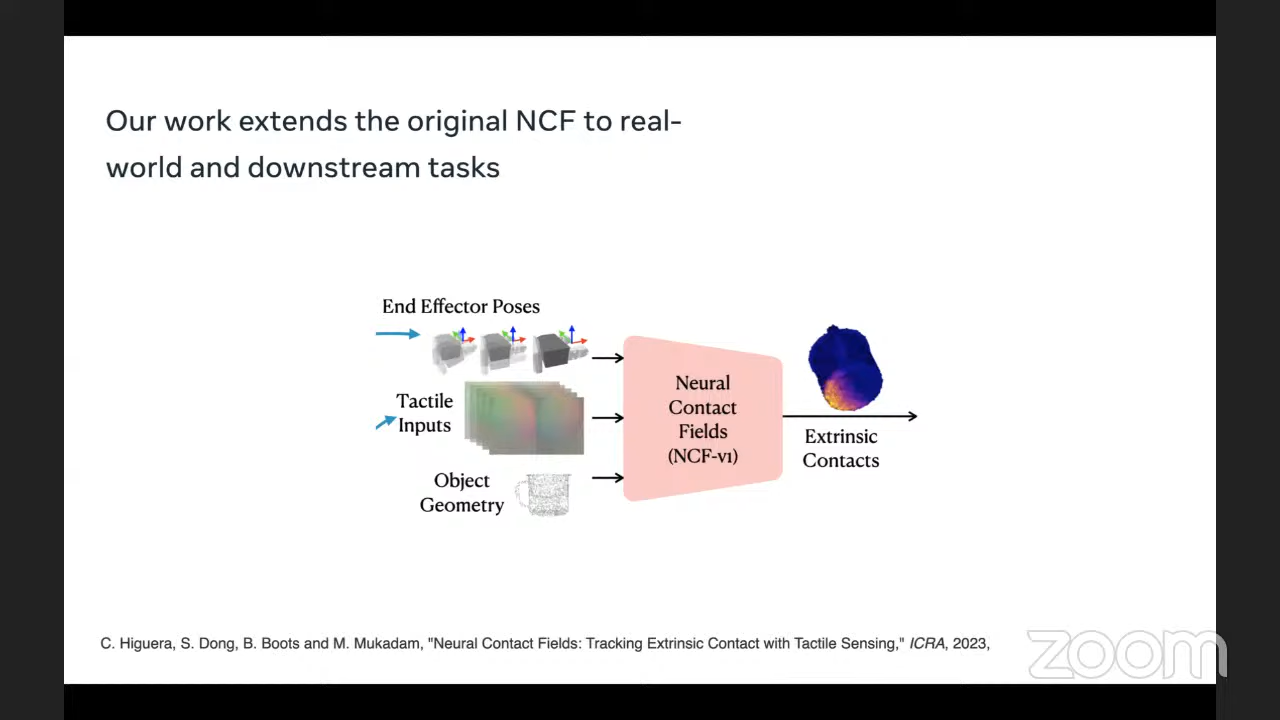 Our work extends the original NCF to real-
world and downstream tasks
End Effector Poses
Tactile
Inputs
Object
Geometry
Neural
Contact
Fields
(NCF-v1)
Extrinsic
Contacts
C. Higuera, S. Dong, B. Boots and M. Mukadam, "Neural Contact Fields: Tracking Extrinsic Contact with Tactile Sensing," ICRA, 2023,
zoom